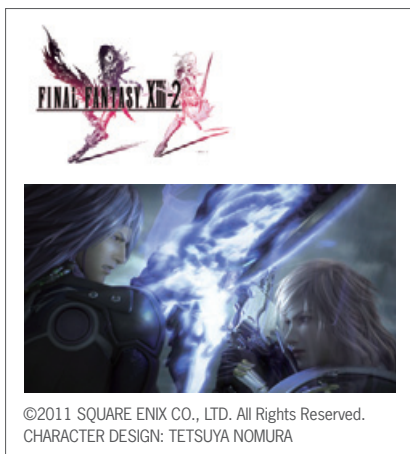 FINAL FANTASY XIII-2
©2011 SQUARE ENIX CO., LTD. All Rights Reserved.
CHARACTER DESIGN: TETSUYA NOMURA